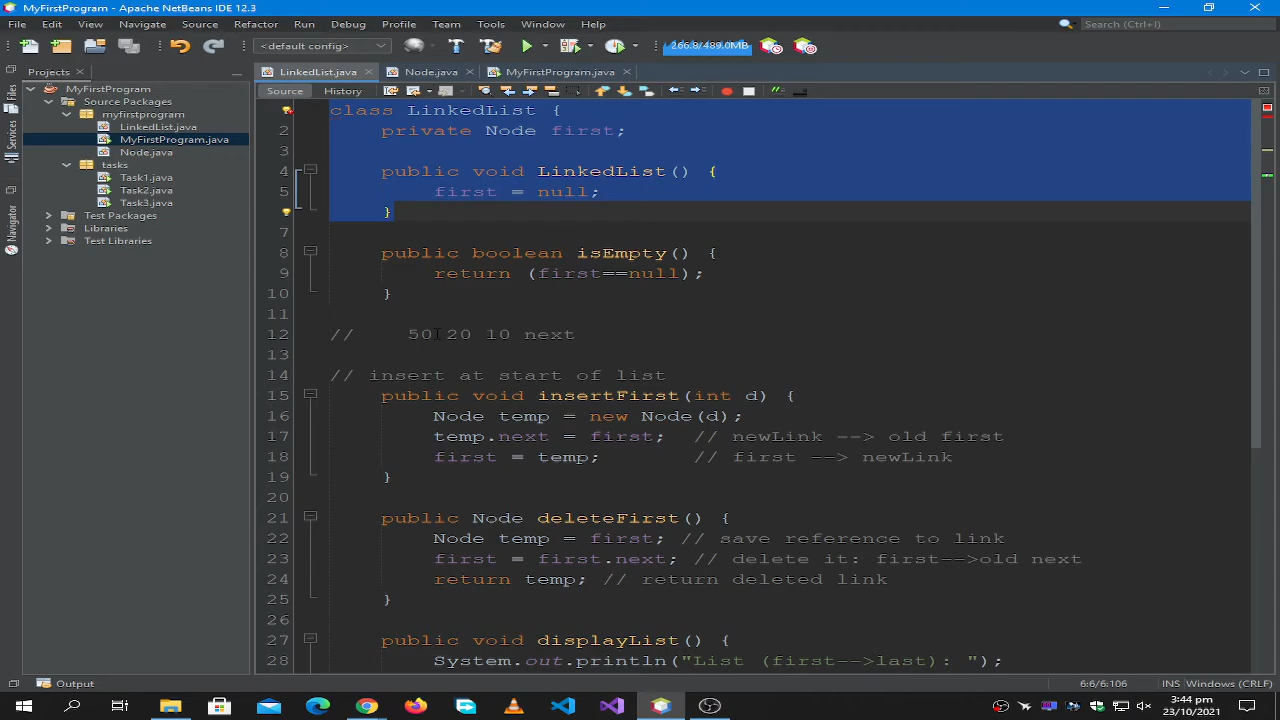 MyFirstProgram - Apache NetBeans IDE 12.3
File Edit View Navigate Source Refactor Run Debug Profile Team Tools Window Help
Search (Ctrl+I)
<default config>
266.8/489.0MB
Projects
LinkedList.java
Node.java
MyFirstProgram.java
Source History
Files
Services
Navigator
MyFirstProgram
Source Packages
myfirstprogram
LinkedList.java
MyFirstProgram.java
Node.java
tasks
Task1.java
Task2.java
Task3.java
Test Packages
Libraries
Test Libraries
class LinkedList {
2 private Node first;
3
4 public void LinkedList() {
5 first = null;
}
7
8 public boolean isEmpty() {
9 return (first==null);
10 }
11
12 // 50 20 10 next
13
14 // insert at start of list
15 public void insertFirst(int d) {
16 Node temp = new Node(d);
17 temp.next = first; // newLink --> old first
18 first = temp; // first --> newLink
19 }
20
21 public Node deleteFirst() {
22 Node temp = first; // save reference to link
23 first = first.next; // delete it: first-->old next
24 return temp; // return deleted link
25 }
26
27 public void displayList() {
28 System.out.println("List (first-->last): ");
Output
6:6/6:106
INS
Windows (CRLF)
3:44 pm
23/10/2021